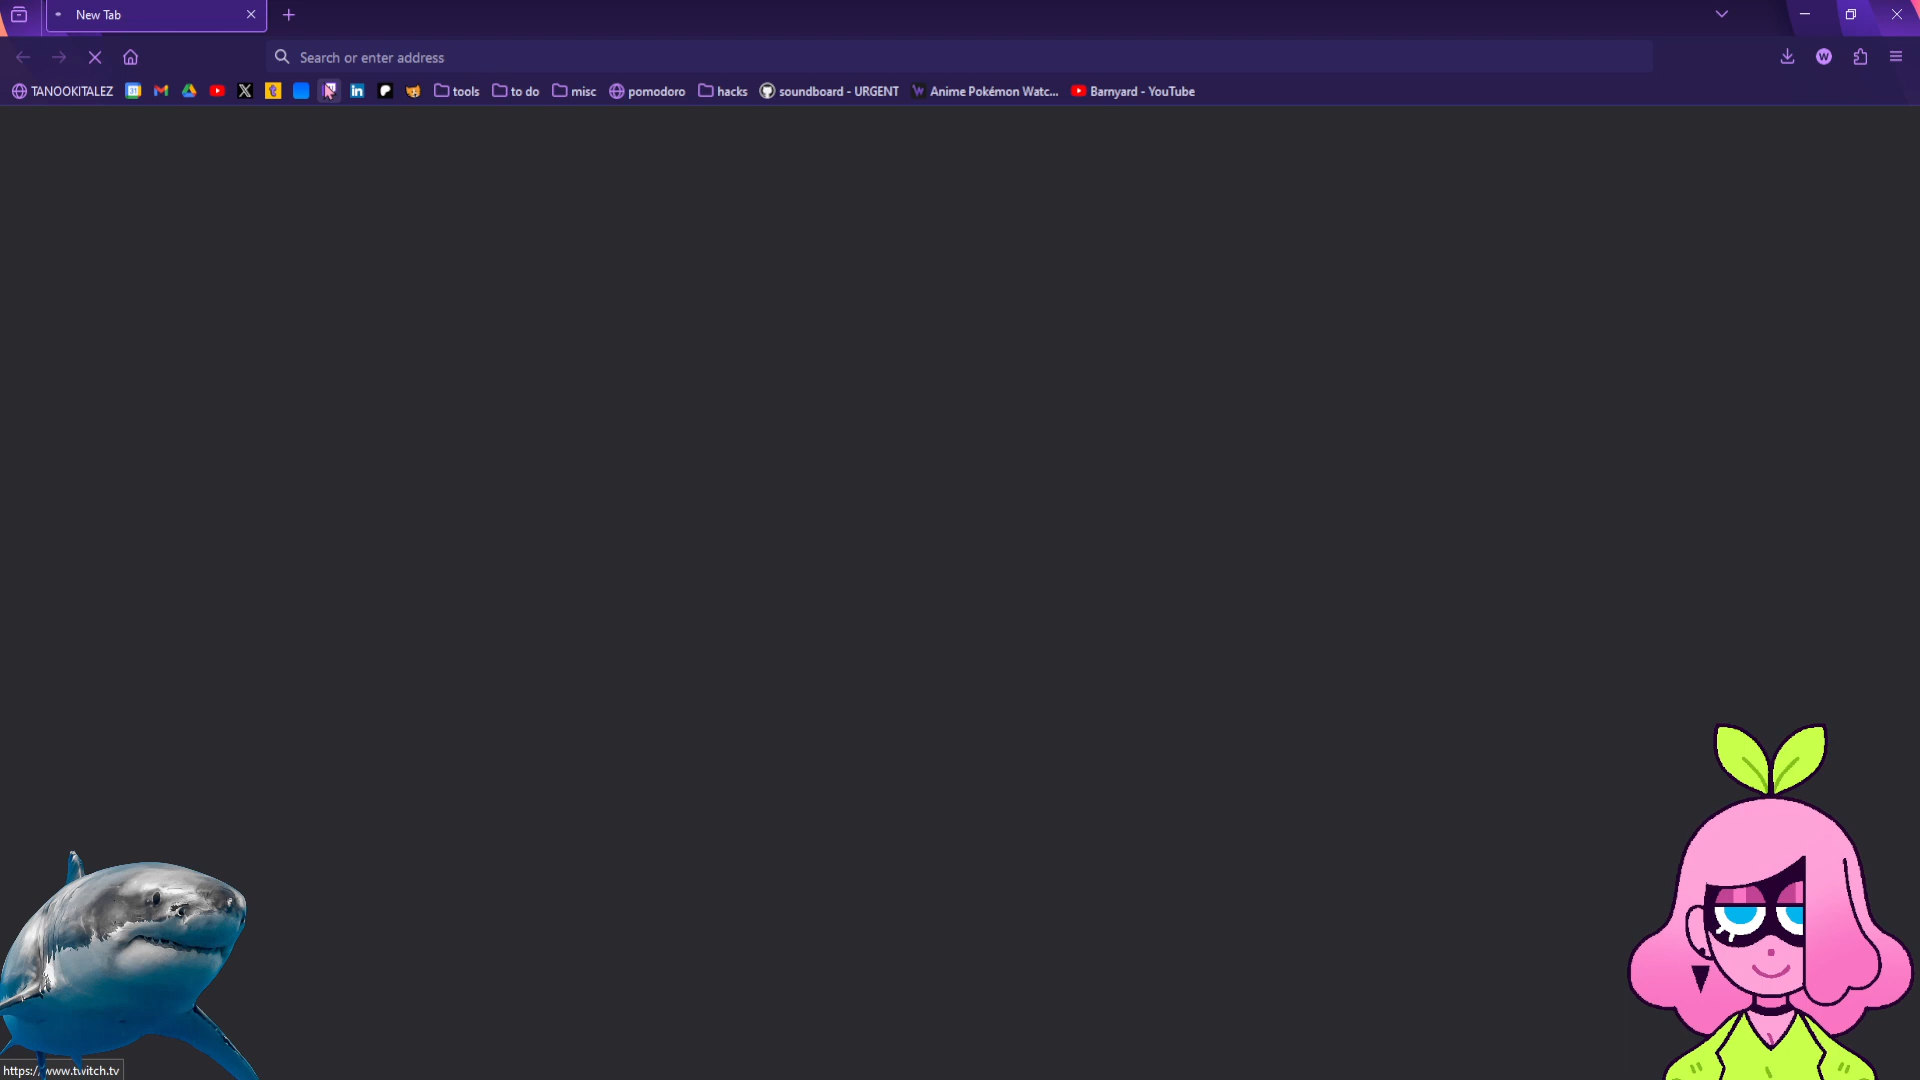 New Tab
Search or enter address
TANOOKITALEZ
tools
to do
misc
pomodoro
hacks
soundboard - URGENT
Anime Pokémon Watc...
Barnyard - YouTube
https://www.twitch.tv